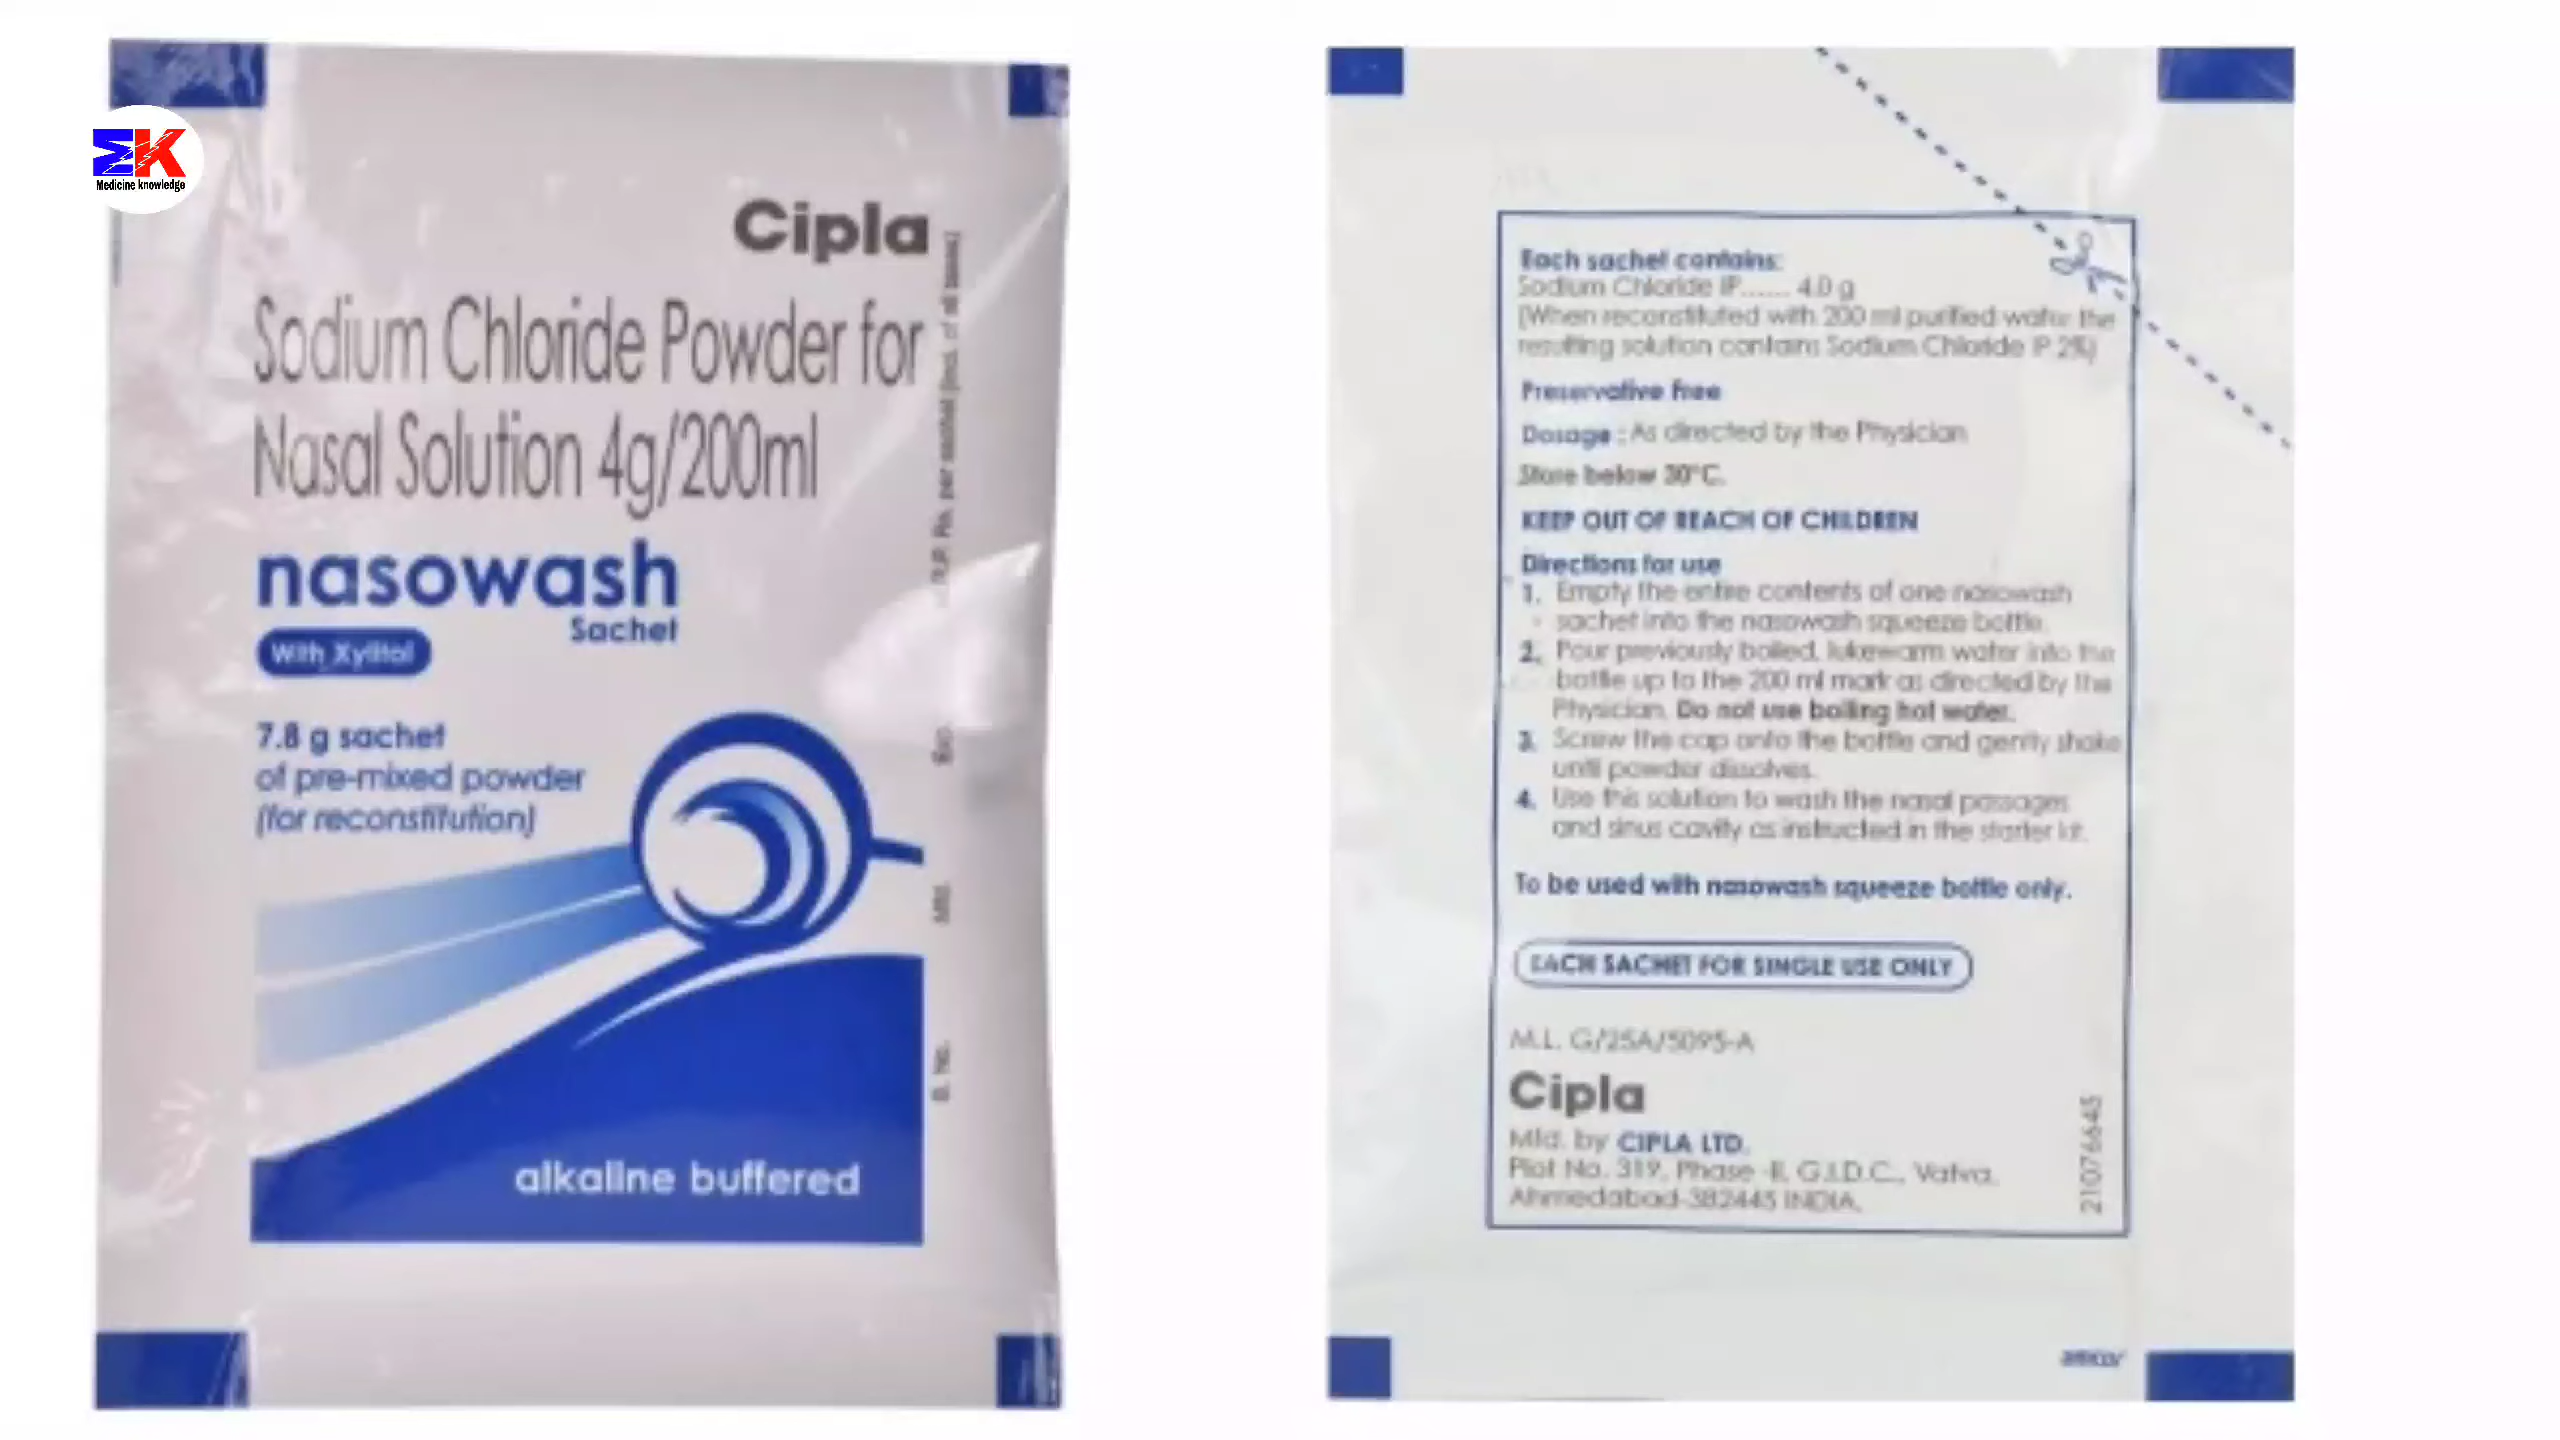 ΣK
Medicine knowledge
Cipla
Sodium Chloride Powder for
Nasal Solution 4g/200ml
nasowash
Sachet
With Xylitol
7.8 g sachet
of pre-mixed powder
(for reconstitution)
alkaline buffered
per sachet (incl. of all taxes)
B. No.
Each sachet contains:
Sodium Chloride IP...... 4.0 g
(When reconstituted with 200 ml purified water the
resulting solution contains Sodium Chloride IP 2%)
Preservative free
Dosage : As directed by the Physician
Store below 30°C.
KEEP OUT OF REACH OF CHILDREN
Directions for use
1. Empty the entire contents of one nasowash
sachet into the nasowash squeeze bottle.
2. Pour previously boiled, lukewarm water into the
bottle up to the 200 ml mark as directed by the
Physician. Do not use boiling hot water.
3. Screw the cap onto the bottle and gently shake
until powder dissolves.
4. Use this solution to wash the nasal passages
and sinus cavity as instructed in the starter kit.
To be used with nasowash squeeze bottle only.
EACH SACHET FOR SINGLE USE ONLY
M.L. G/25A/5095-A
Cipla
Mfd. by CIPLA LTD.
Plot No. 319, Phase -II, G.I.D.C., Vatva,
Ahmedabad-382445 INDIA.
21076645